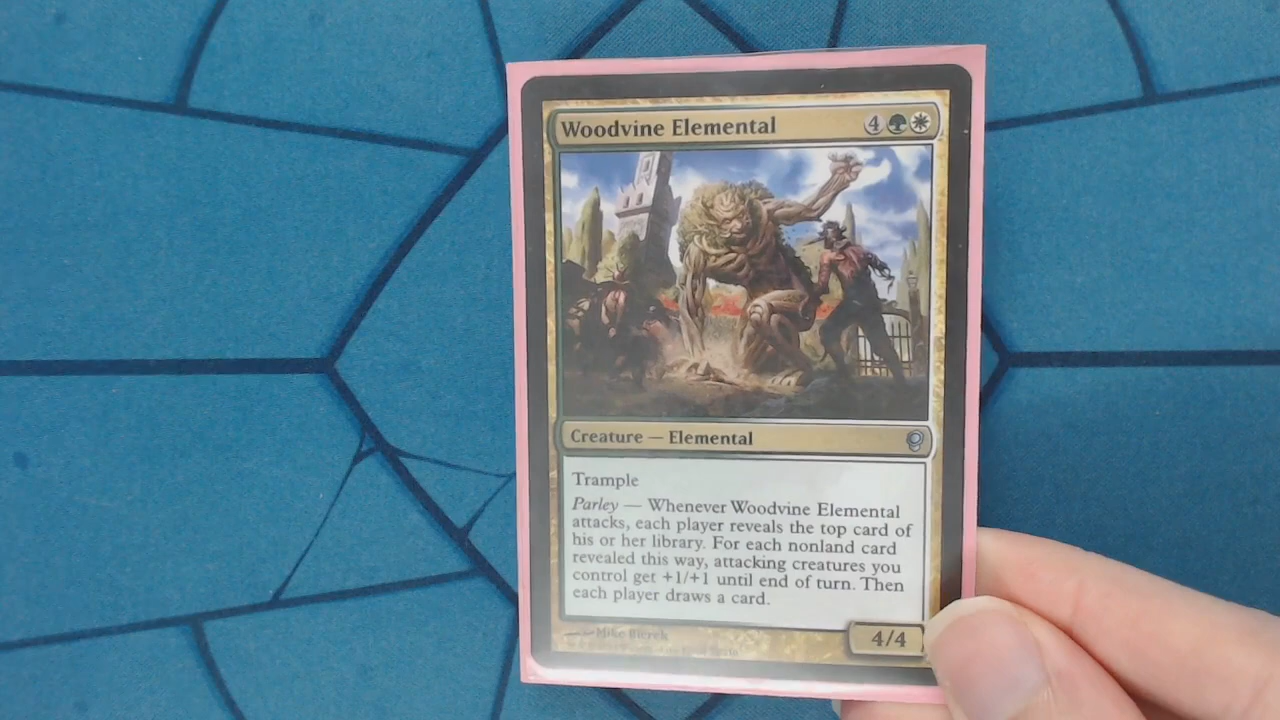 Woodvine Elemental 4
Creature — Elemental
Trample
Parley — Whenever Woodvine Elemental
attacks, each player reveals the top card of
his or her library. For each nonland card
revealed this way, attacking creatures you
control get +1/+1 until end of turn. Then
each player draws a card.
Mike Bierek
4/4